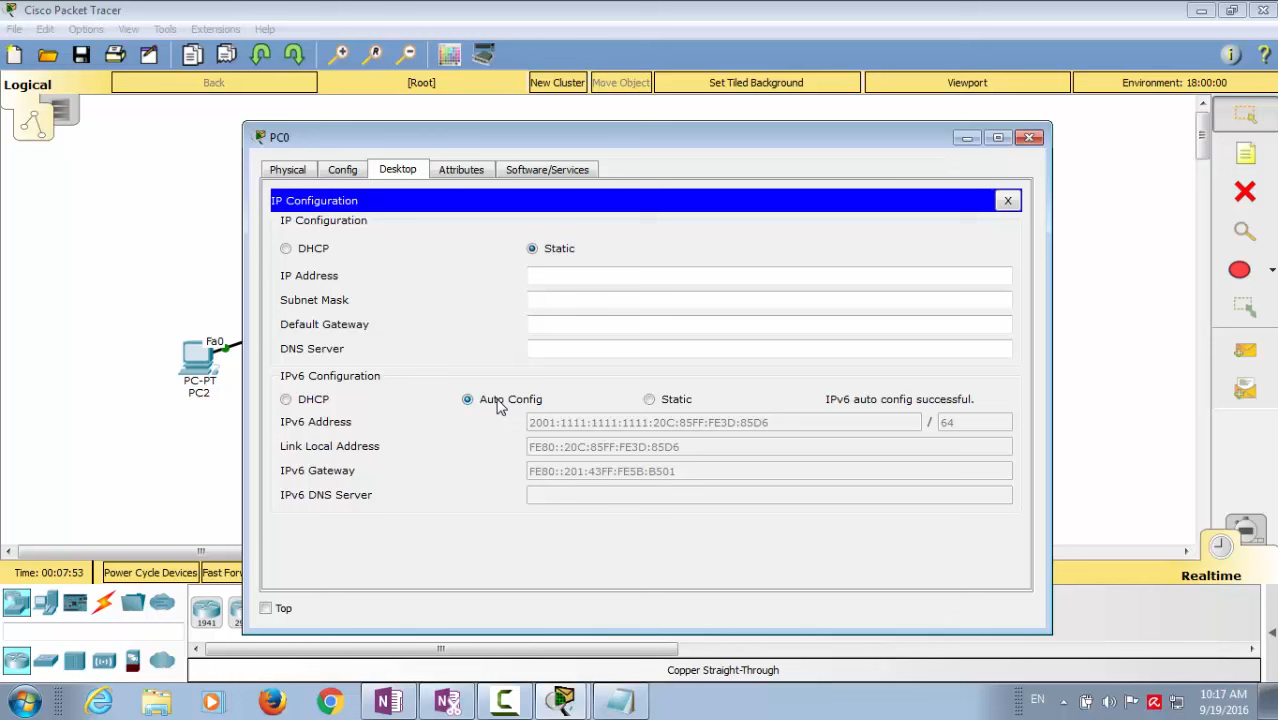 Cisco Packet Tracer
File Edit Options View Tools Extensions Help
Logical Back [Root] New Cluster Move Object Set Tiled Background Viewport Environment: 18:00:00
PC0
Physical Config Desktop Attributes Software/Services
IP Configuration X
IP Configuration
DHCP Static
IP Address
Subnet Mask
Default Gateway
DNS Server
IPv6 Configuration
DHCP Auto Config Static IPv6 auto config successful.
IPv6 Address 2001:1111:1111:1111:20C:85FF:FE3D:85D6 / 64
Link Local Address FE80::20C:85FF:FE3D:85D6
IPv6 Gateway FE80::201:43FF:FE5B:B501
IPv6 DNS Server
Top
Fa0
PC-PT
PC2
Time: 00:07:53 Power Cycle Devices Fast For
Realtime
1941
Copper Straight-Through
EN 10:17 AM
9/19/2016